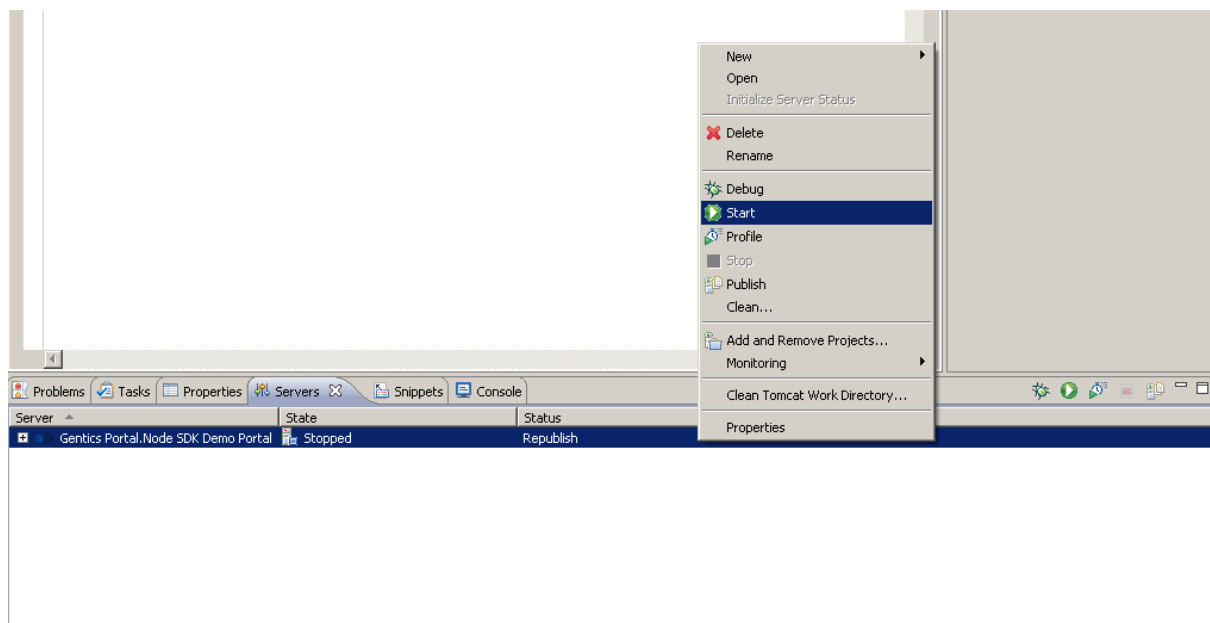 New
Open
Initialize Server Status
Delete
Rename
Debug
Start
Profile
Stop
Publish
Clean...
Add and Remove Projects...
Monitoring
Clean Tomcat Work Directory...
Properties
Problems Tasks Properties Servers Snippets Console
Server State Status
Gentics Portal.Node SDK Demo Portal Stopped Republish